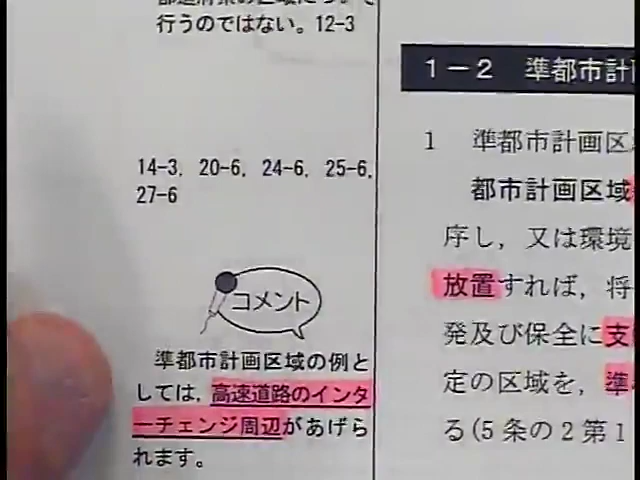 行うのではない。12-3
14-3, 20-6, 24-6, 25-6,
27-6
コメント
準都市計画区域の例と
しては，高速道路のインタ
ーチェンジ周辺があげら
れます。
1－2 準都市計
1 準都市計画区
都市計画区域
序し，又は環境
放置すれば，将
発及び保全に支
定の区域を，準
る(5条の2第1